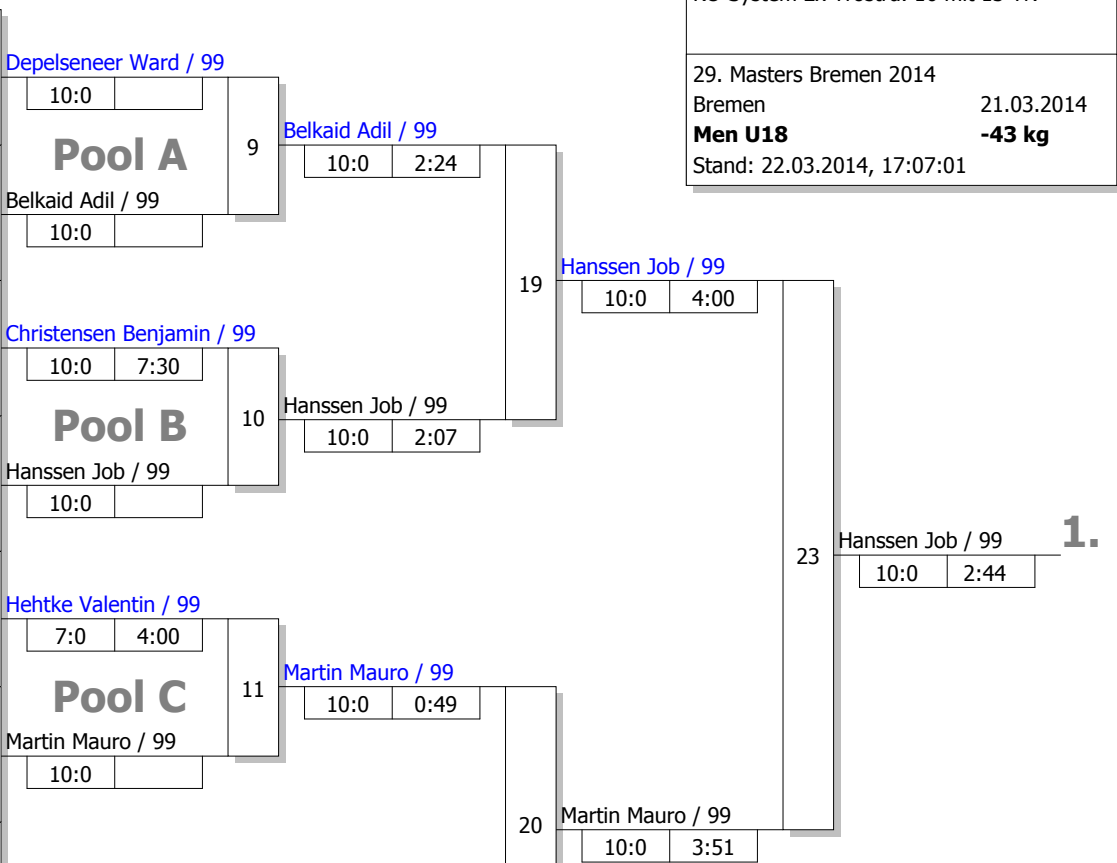 29. Masters Bremen 2014
Bremen 21.03.2014
Men U18 -43 kg
Stand: 22.03.2014, 17:07:01
Depelseneer Ward / 99
10:0
Pool A
9
Belkaid Adil / 99
10:0
Belkaid Adil / 99
10:0 2:24
19
Hanssen Job / 99
10:0 4:00
Christensen Benjamin / 99
10:0 7:30
Pool B
10
Hanssen Job / 99
10:0
Hanssen Job / 99
10:0 2:07
23
Hanssen Job / 99
10:0 2:44
1.
Hehtke Valentin / 99
7:0 4:00
Pool C
11
Martin Mauro / 99
10:0
Martin Mauro / 99
10:0 0:49
20
Martin Mauro / 99
10:0 3:51